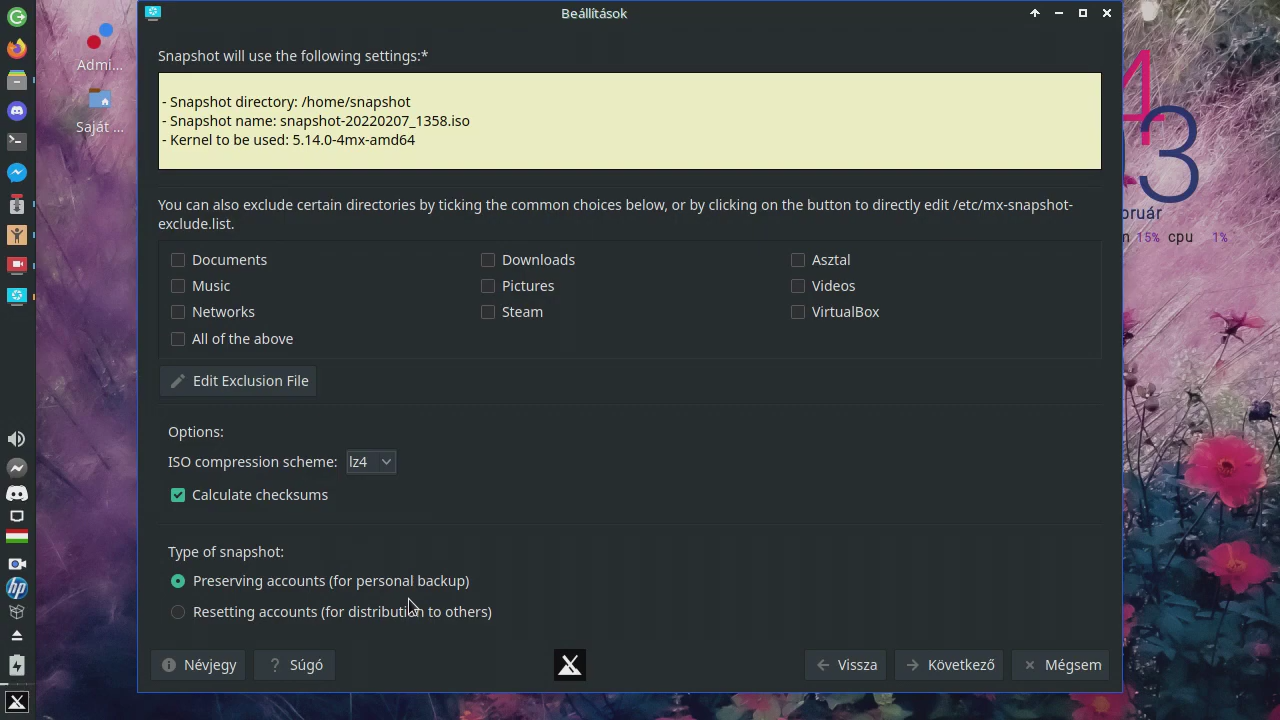 Beállítások
Admi...
Saját ...
Snapshot will use the following settings:*
- Snapshot directory: /home/snapshot
- Snapshot name: snapshot-20220207_1358.iso
- Kernel to be used: 5.14.0-4mx-amd64
You can also exclude certain directories by ticking the common choices below, or by clicking on the button to directly edit /etc/mx-snapshot-
exclude.list.
Documents
Downloads
Asztal
Music
Pictures
Videos
Networks
Steam
VirtualBox
All of the above
Edit Exclusion File
Options:
ISO compression scheme: lz4
Calculate checksums
Type of snapshot:
Preserving accounts (for personal backup)
Resetting accounts (for distribution to others)
Névjegy
? Súgó
Vissza
Következő
Mégsem
4
3
bruár
m 15% cpu 1%
hp